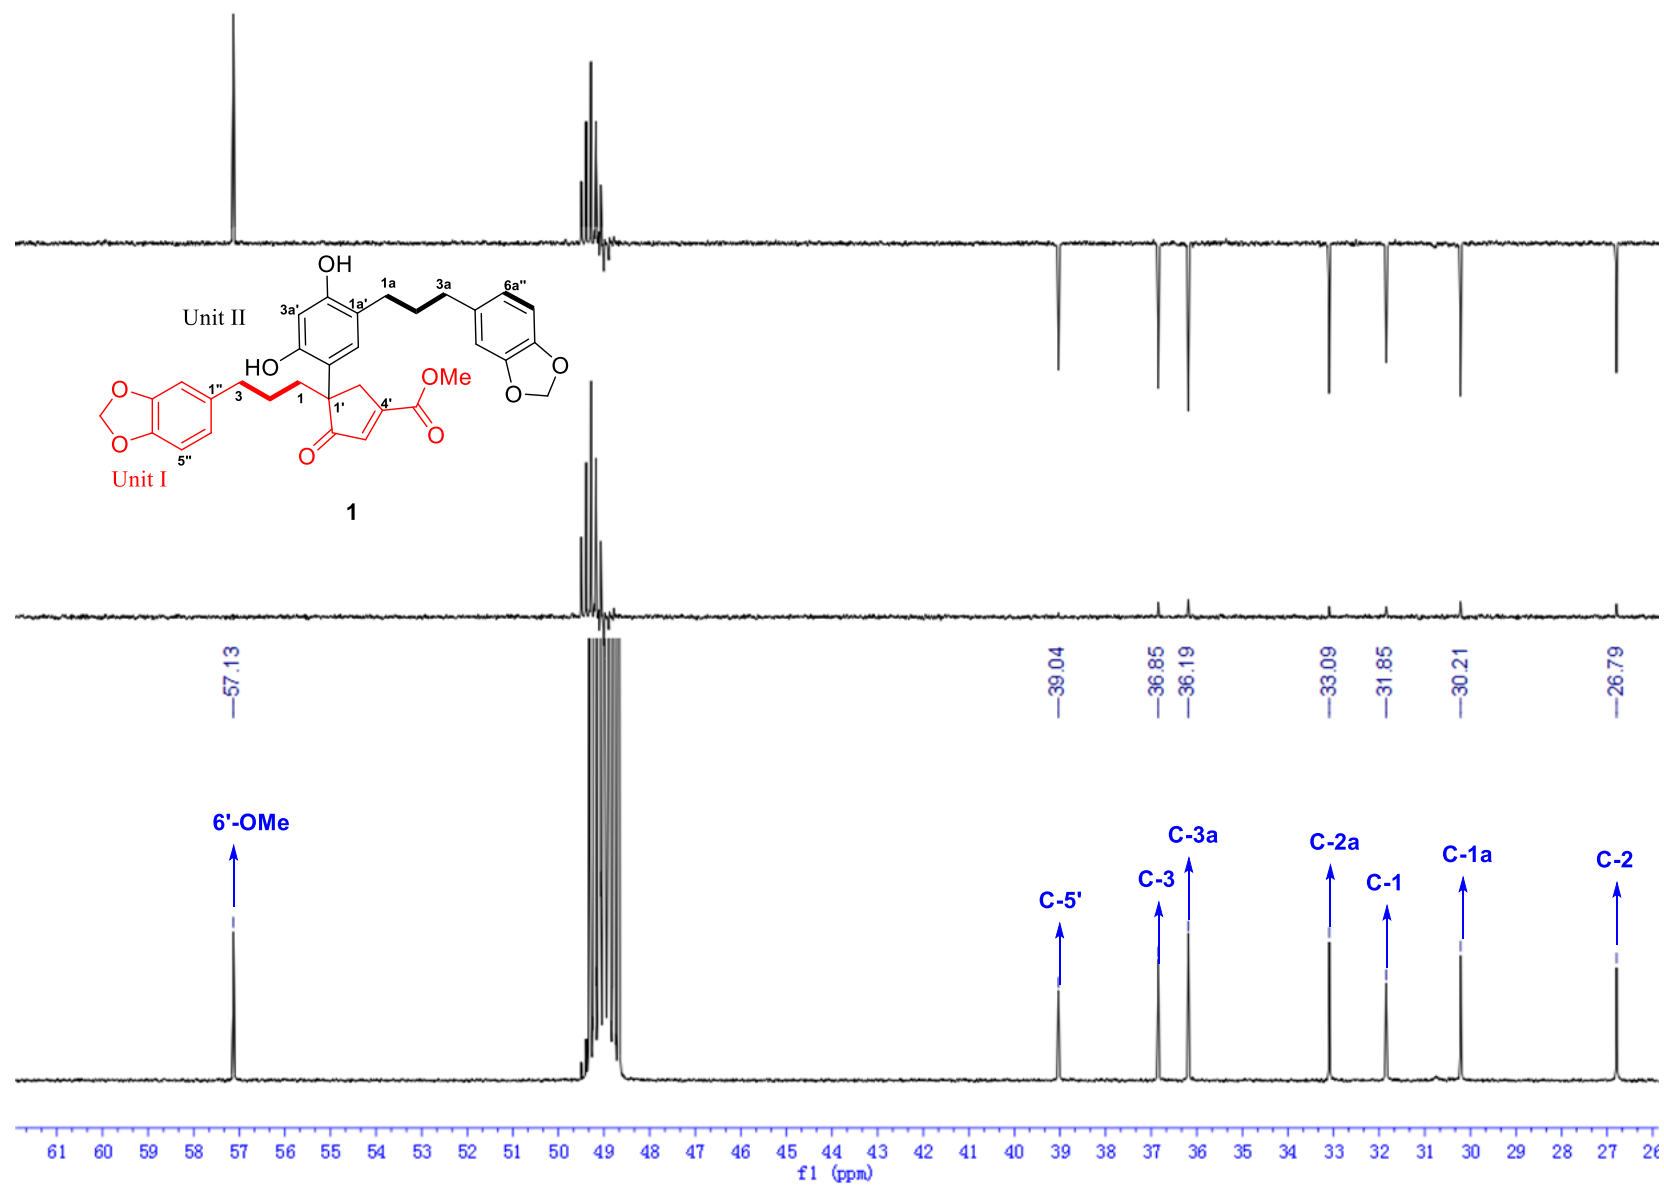 OH
1a
3a
6a''
3a'
1a'
Unit II
HO
O
O
OMe
O
1''
3
1
1'
4'
O
O
O
5''
Unit I
1
57.13
39.04
36.85
36.19
33.09
31.85
30.21
26.79
6'-OMe
C-5'
C-3
C-3a
C-2a
C-1
C-1a
C-2
61 60 59 58 57 56 55 54 53 52 51 50 49 48 47 46 45 44 43 42 41 40 39 38 37 36 35 34 33 32 31 30 29 28 27 26
f1 (ppm)